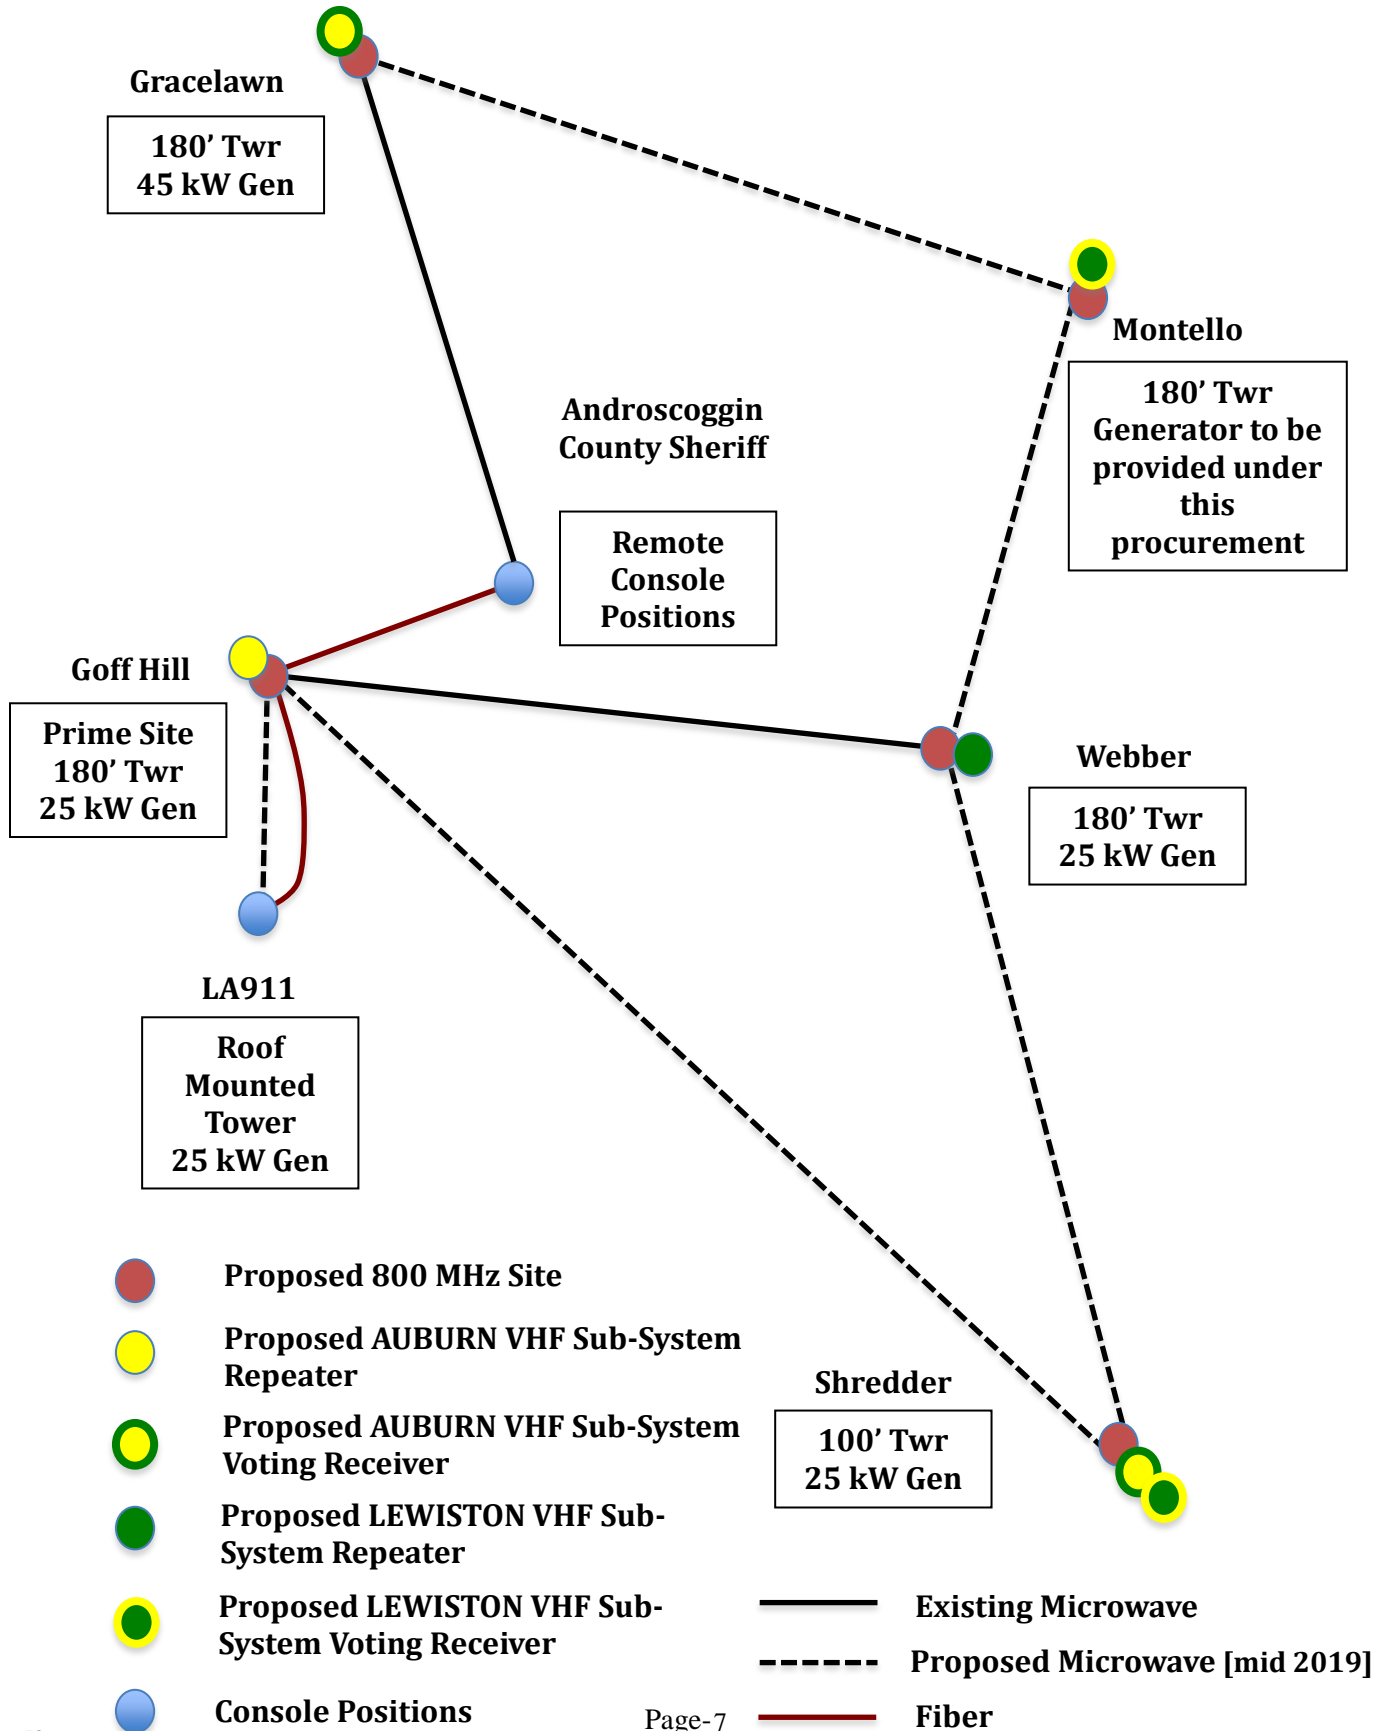 Gracelawn
180’ Twr
45 kW Gen
Montello
180’ Twr
Generator to be
provided under
this
procurement
Androscoggin
County Sheriff
Remote
Console
Positions
Goff Hill
Prime Site
180’ Twr
25 kW Gen
Webber
180’ Twr
25 kW Gen
LA911
Roof
Mounted
Tower
25 kW Gen
Shredder
100’ Twr
25 kW Gen
Proposed 800 MHz Site
Proposed AUBURN VHF Sub-System
Repeater
Proposed AUBURN VHF Sub-System
Voting Receiver
Proposed LEWISTON VHF Sub-
System Repeater
Proposed LEWISTON VHF Sub-
System Voting Receiver
Console Positions
Existing Microwave
Proposed Microwave [mid 2019]
Fiber
Page-7